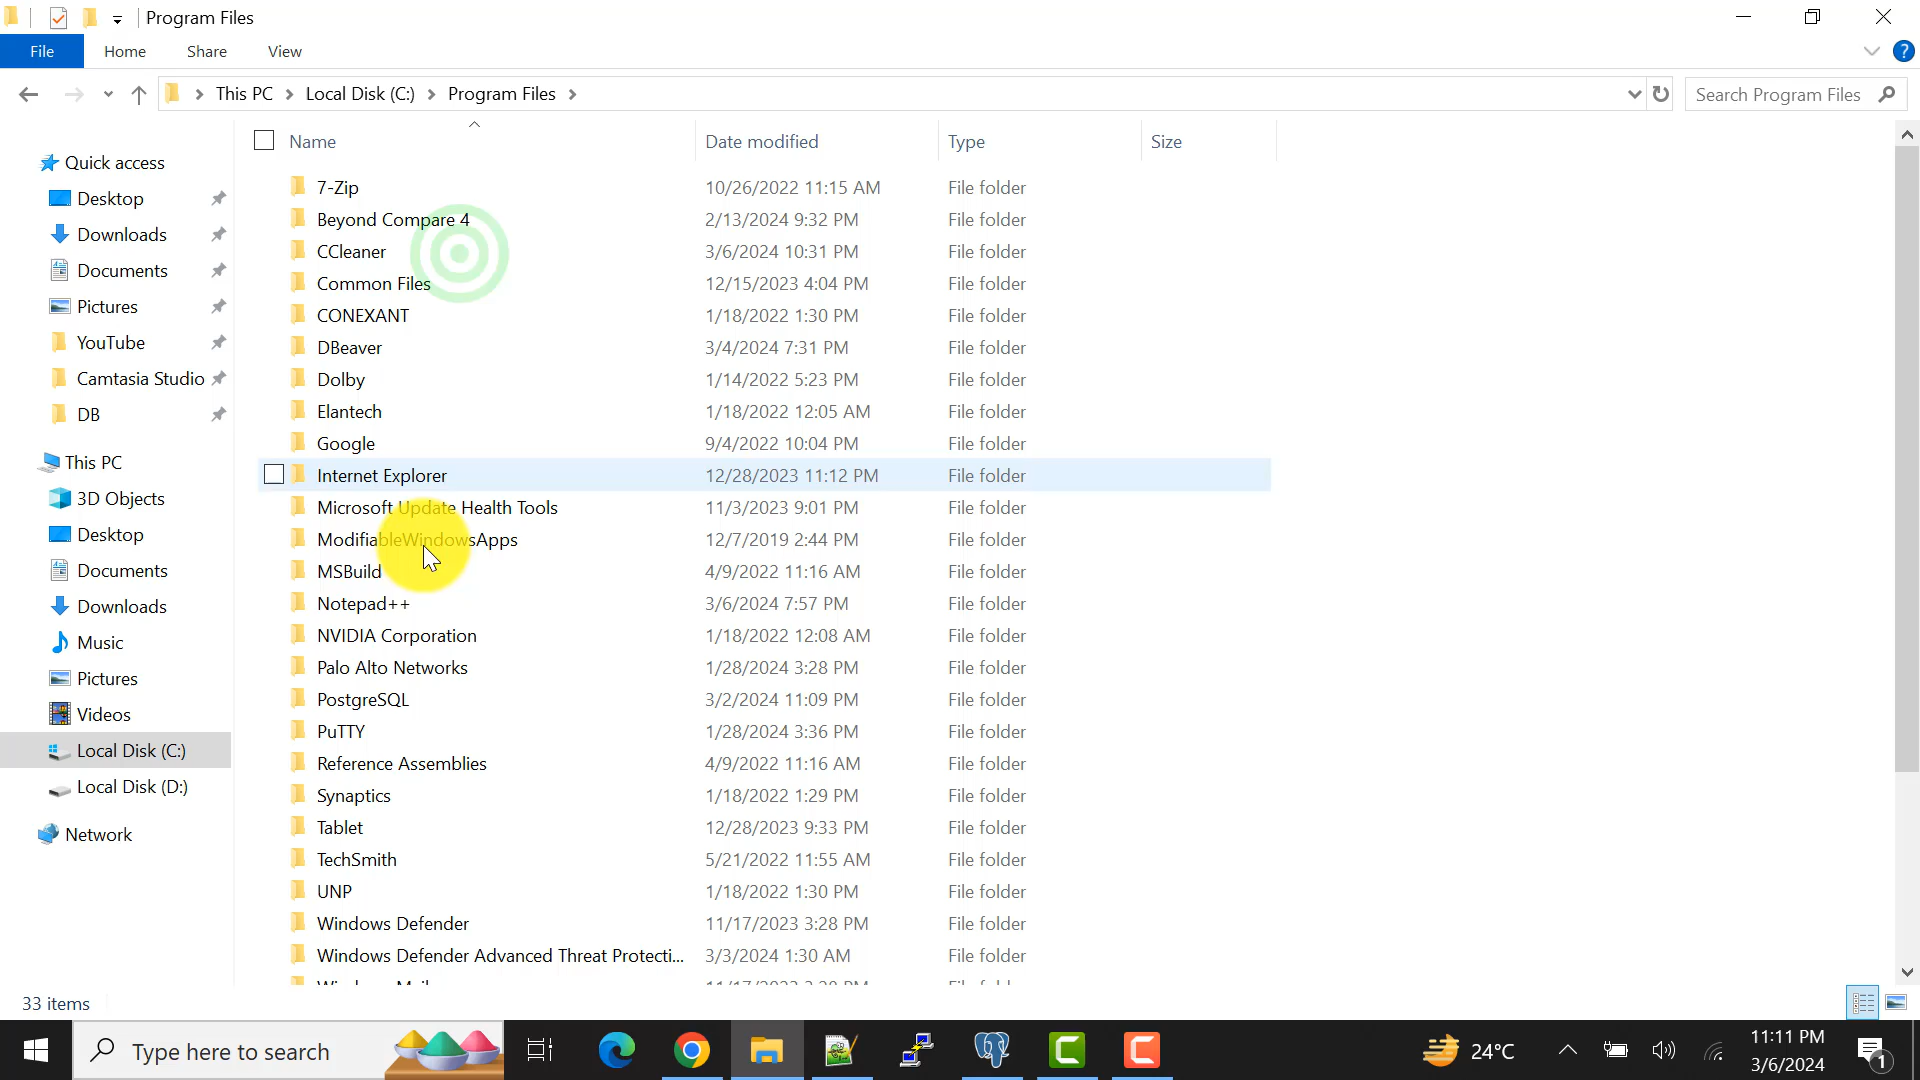 Program Files
File Home Share View
This PC Local Disk (C:) Program Files
Search Program Files
Name Date modified Type Size
Quick access
Desktop
Downloads
Documents
Pictures
YouTube
Camtasia Studio
DB
This PC
3D Objects
Desktop
Documents
Downloads
Music
Pictures
Videos
Local Disk (C:)
Local Disk (D:)
Network
7-Zip 10/26/2022 11:15 AM File folder
Beyond Compare 4 2/13/2024 9:32 PM File folder
CCleaner 3/6/2024 10:31 PM File folder
Common Files 12/15/2023 4:04 PM File folder
CONEXANT 1/18/2022 1:30 PM File folder
DBeaver 3/4/2024 7:31 PM File folder
Dolby 1/14/2022 5:23 PM File folder
Elantech 1/18/2022 12:05 AM File folder
Google 9/4/2022 10:04 PM File folder
Internet Explorer 12/28/2023 11:12 PM File folder
Microsoft Update Health Tools 11/3/2023 9:01 PM File folder
ModifiableWindowsApps 12/7/2019 2:44 PM File folder
MSBuild 4/9/2022 11:16 AM File folder
Notepad++ 3/6/2024 7:57 PM File folder
NVIDIA Corporation 1/18/2022 12:08 AM File folder
Palo Alto Networks 1/28/2024 3:28 PM File folder
PostgreSQL 3/2/2024 11:09 PM File folder
PuTTY 1/28/2024 3:36 PM File folder
Reference Assemblies 4/9/2022 11:16 AM File folder
Synaptics 1/18/2022 1:29 PM File folder
Tablet 12/28/2023 9:33 PM File folder
TechSmith 5/21/2022 11:55 AM File folder
UNP 1/18/2022 1:30 PM File folder
Windows Defender 11/17/2023 3:28 PM File folder
Windows Defender Advanced Threat Protecti... 3/3/2024 1:30 AM File folder
33 items
Type here to search
24°C
11:11 PM
3/6/2024
1